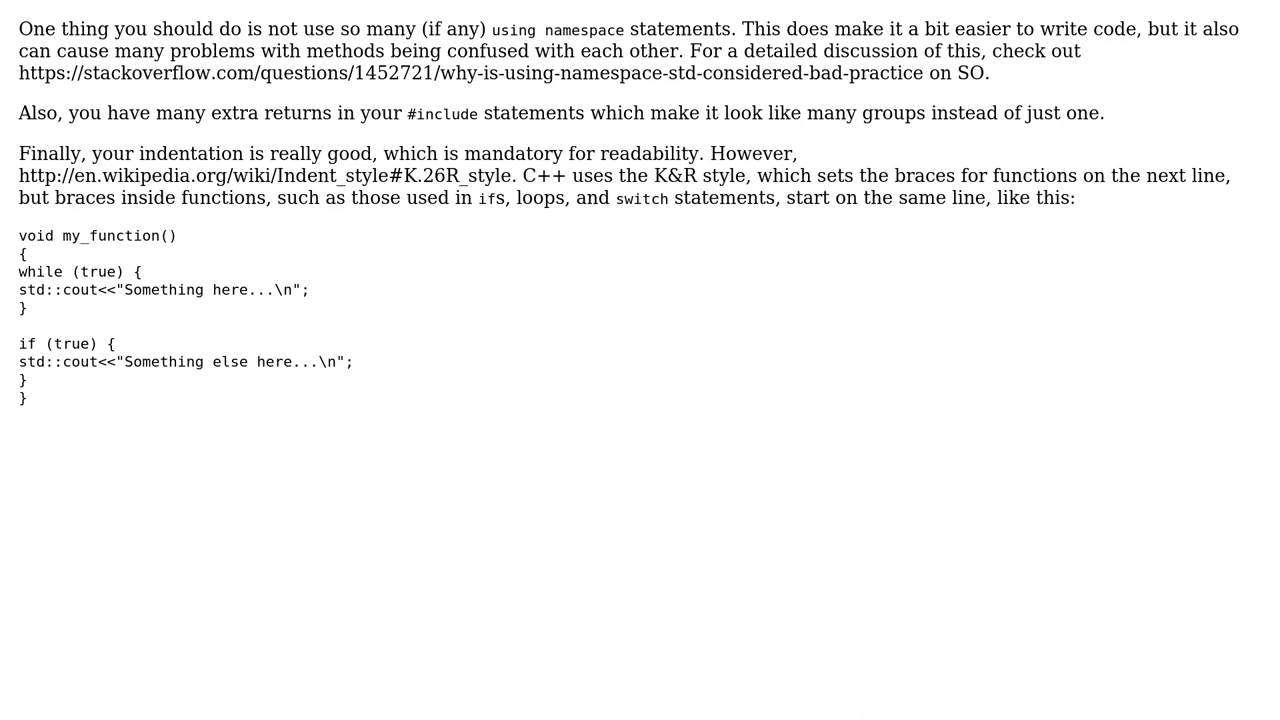 One thing you should do is not use so many (if any) using namespace statements. This does make it a bit easier to write code, but it also
can cause many problems with methods being confused with each other. For a detailed discussion of this, check out
https://stackoverflow.com/questions/1452721/why-is-using-namespace-std-considered-bad-practice on SO.
Also, you have many extra returns in your #include statements which make it look like many groups instead of just one.
Finally, your indentation is really good, which is mandatory for readability. However,
http://en.wikipedia.org/wiki/Indent_style#K.26R_style. C++ uses the K&R style, which sets the braces for functions on the next line,
but braces inside functions, such as those used in ifs, loops, and switch statements, start on the same line, like this:
void my_function()
{
while (true) {
std::cout<<"Something here...\n";
}
if (true) {
std::cout<<"Something else here...\n";
}
}